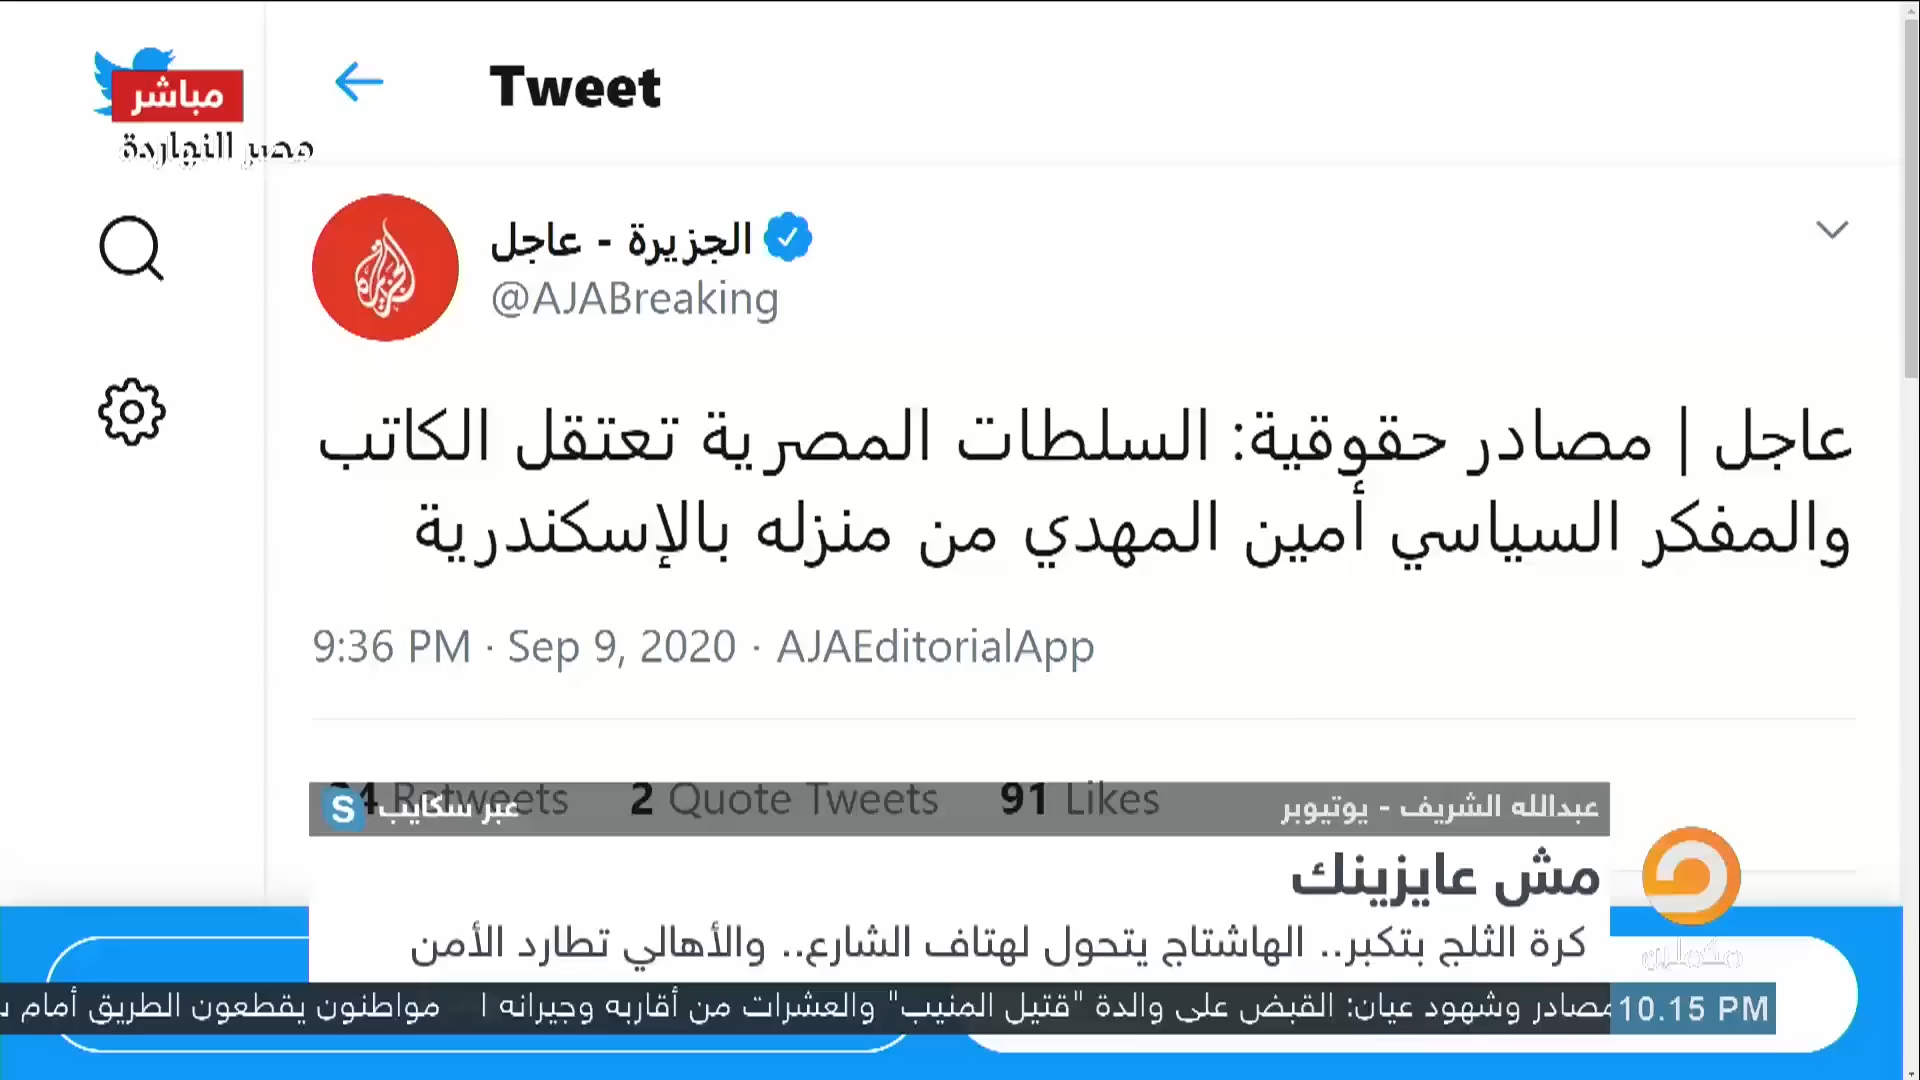 مباشر
مصر النهاردة
Tweet
الجزيرة - عاجل
@AJABreaking
عاجل | مصادر حقوقية: السلطات المصرية تعتقل الكاتب
والمفكر السياسي أمين المهدي من منزله بالإسكندرية
9:36 PM · Sep 9, 2020 · AJAEditorialApp
Retweets 2 Quote Tweets 91 Likes
عبدالله الشريف - يوتيوبر
عبر سكايب
مش عايزينك
كرة الثلج بتكبر.. الهاشتاج يتحول لهتاف الشارع.. والأهالي تطارد الأمن
مكملين
مصادر وشهود عيان: القبض على والدة "قتيل المنيب" والعشرات من أقاربه وجيرانه | مواطنون يقطعون الطريق أمام
10.15 PM